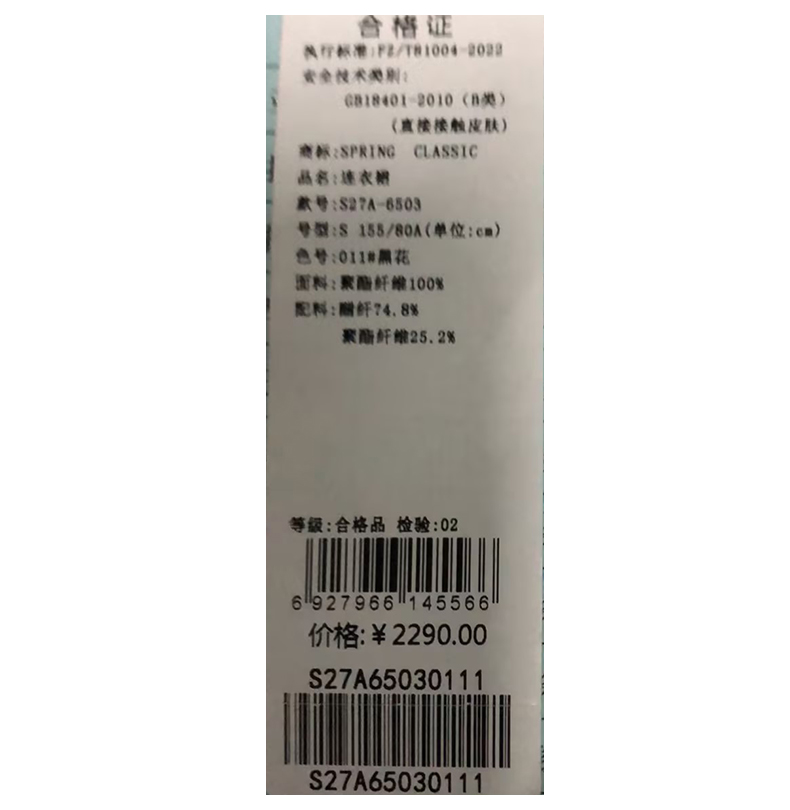 合格证
执行标准:FZ/T81004-2022
安全技术类别:
GB18401-2010（B类）
（直接接触皮肤）
商标:SPRING CLASSIC
品名:连衣裙
款号:S27A-6503
号型:S 155/80A(单位:cm)
色号:011#黑花
面料:聚酯纤维100%
配料:醋纤74.8%
聚酯纤维25.2%
等级:合格品 检验:02
6 927966 145566
价格:￥2290.00
S27A65030111
S27A65030111